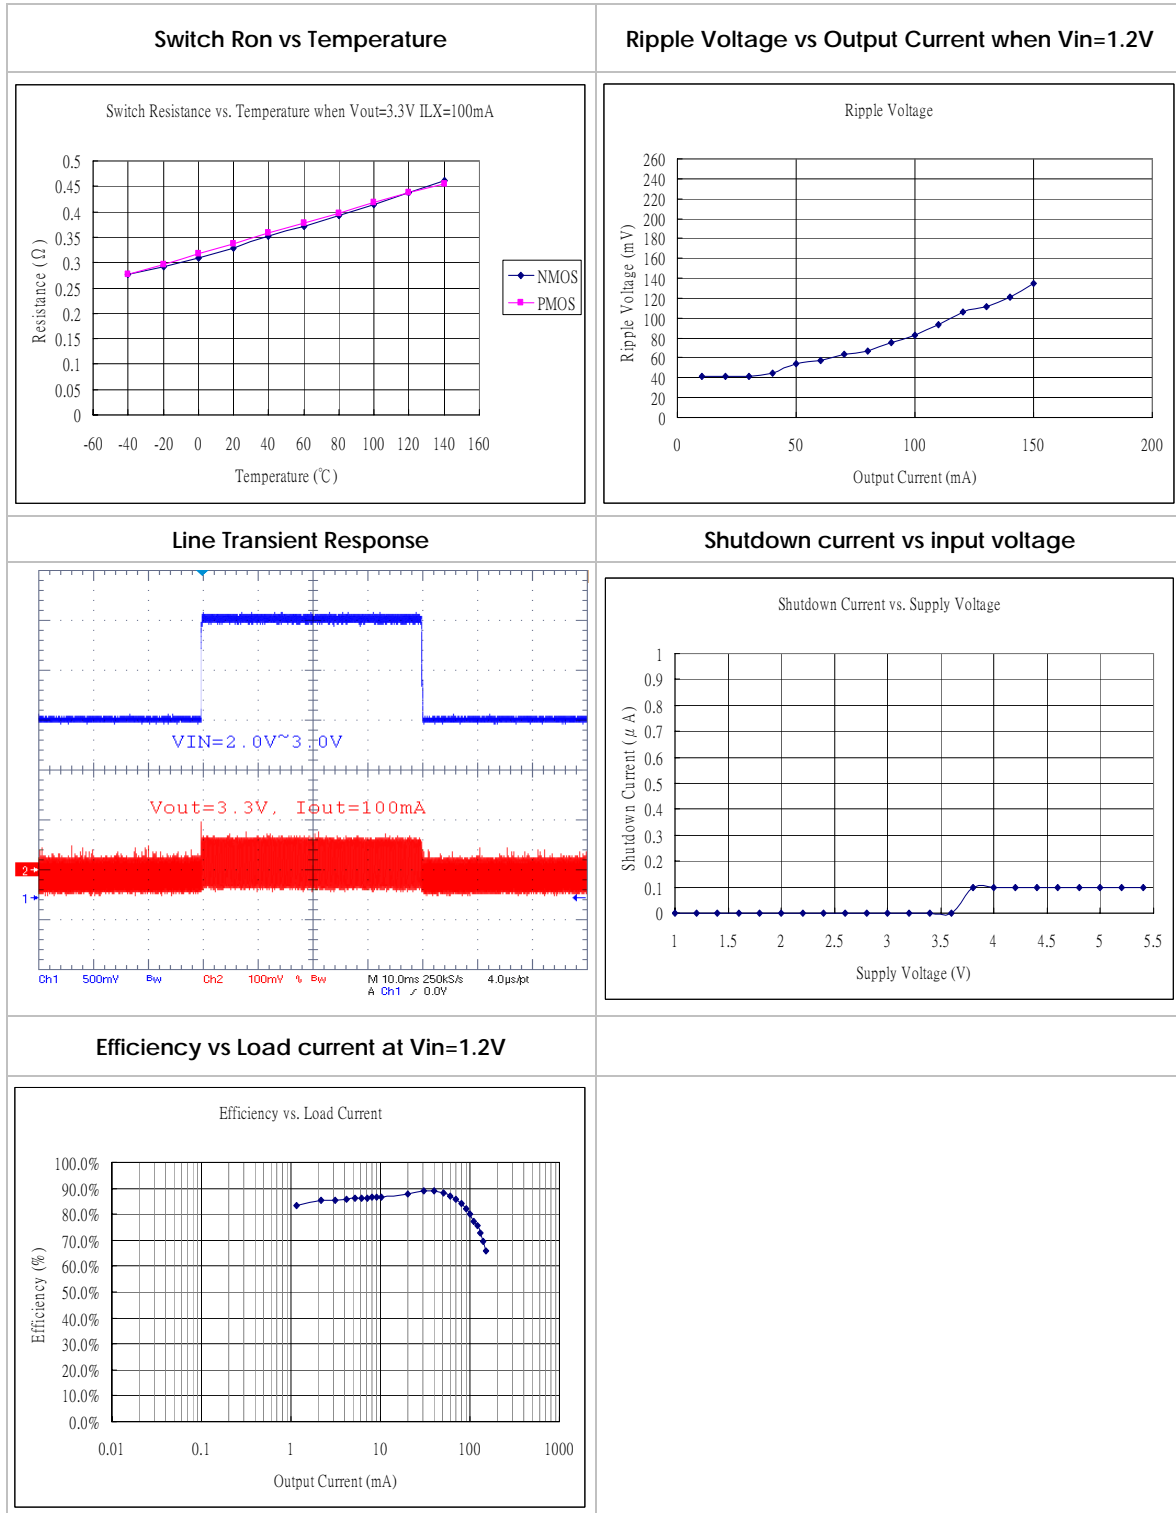 Switch Ron vs Temperature
Ripple Voltage vs Output Current when Vin=1.2V
Switch Resistance vs. Temperature when Vout=3.3V ILX=100mA
Resistance (Ω)
0.5
0.45
0.4
0.35
0.3
0.25
0.2
0.15
0.1
0.05
0
-60 -40 -20 0 20 40 60 80 100 120 140 160
Temperature (℃)
NMOS
PMOS
Ripple Voltage
Ripple Voltage (mV)
260
240
220
200
180
160
140
120
100
80
60
40
20
0
0 50 100 150 200
Output Current (mA)
Line Transient Response
Shutdown current vs input voltage
VIN=2.0V~3.0V
Vout=3.3V, Iout=100mA
2
1
Ch1 500mV Bw Ch2 100mV % Bw M 10.0ms 250kS/s 4.0µs/pt
A Ch1 / 0.0V
Shutdown Current vs. Supply Voltage
Shutdown Current (μA)
1
0.9
0.8
0.7
0.6
0.5
0.4
0.3
0.2
0.1
0
1 1.5 2 2.5 3 3.5 4 4.5 5 5.5
Supply Voltage (V)
Efficiency vs Load current at Vin=1.2V
Efficiency vs. Load Current
Efficiency (%)
100.0%
90.0%
80.0%
70.0%
60.0%
50.0%
40.0%
30.0%
20.0%
10.0%
0.0%
0.01 0.1 1 10 100 1000
Output Current (mA)